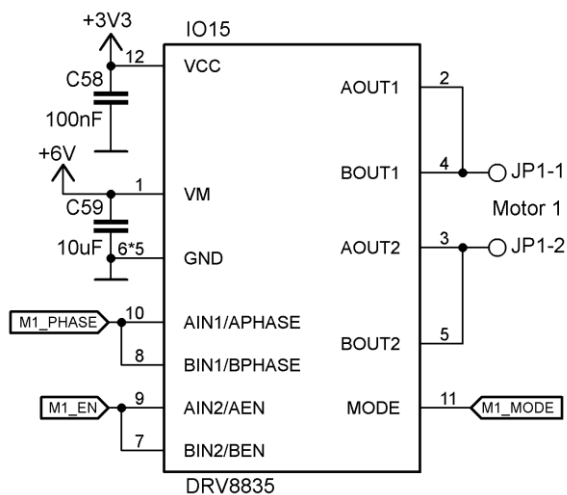 +3V3
IO15
12
VCC
C58
100nF
AOUT1
2
+6V
BOUT1
4
JP1-1
1
VM
C59
10uF
Motor 1
6*5
GND
AOUT2
3
JP1-2
M1_PHASE
10
AIN1/APHASE
8
BIN1/BPHASE
BOUT2
5
M1_EN
9
AIN2/AEN
MODE
11
M1_MODE
7
BIN2/BEN
DRV8835